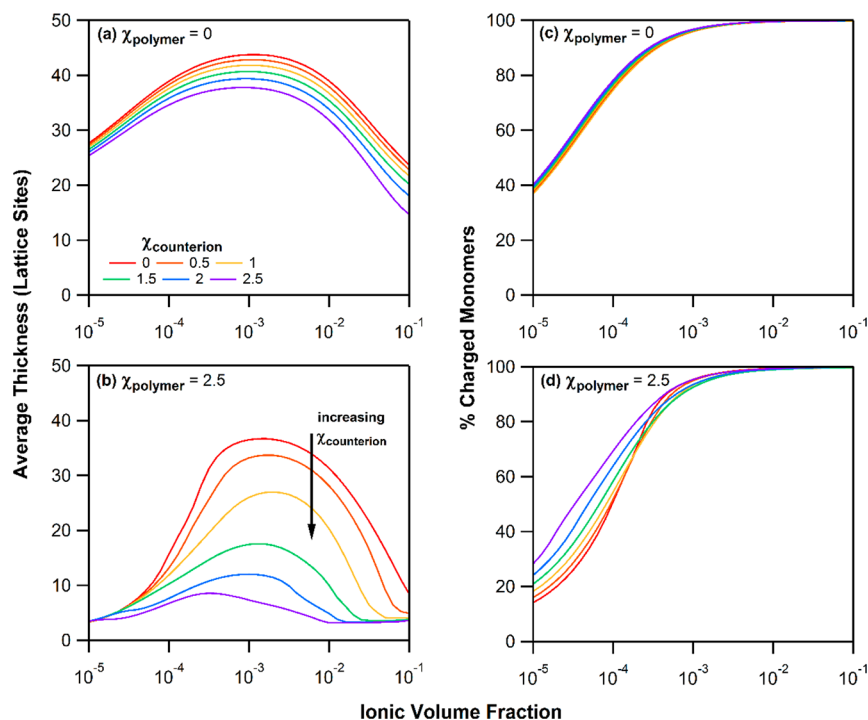 (a) χpolymer = 0
50
40
30
20
10
0
χcounterion
0 0.5 1
1.5 2 2.5
10-5 10-4 10-3 10-2 10-1
(c) χpolymer = 0
100
80
60
40
20
0
10-5 10-4 10-3 10-2 10-1
(b) χpolymer = 2.5
50
40
30
20
10
0
increasing
χcounterion
10-5 10-4 10-3 10-2 10-1
(d) χpolymer = 2.5
100
80
60
40
20
0
10-5 10-4 10-3 10-2 10-1
Average Thickness (Lattice Sites)
% Charged Monomers
Ionic Volume Fraction